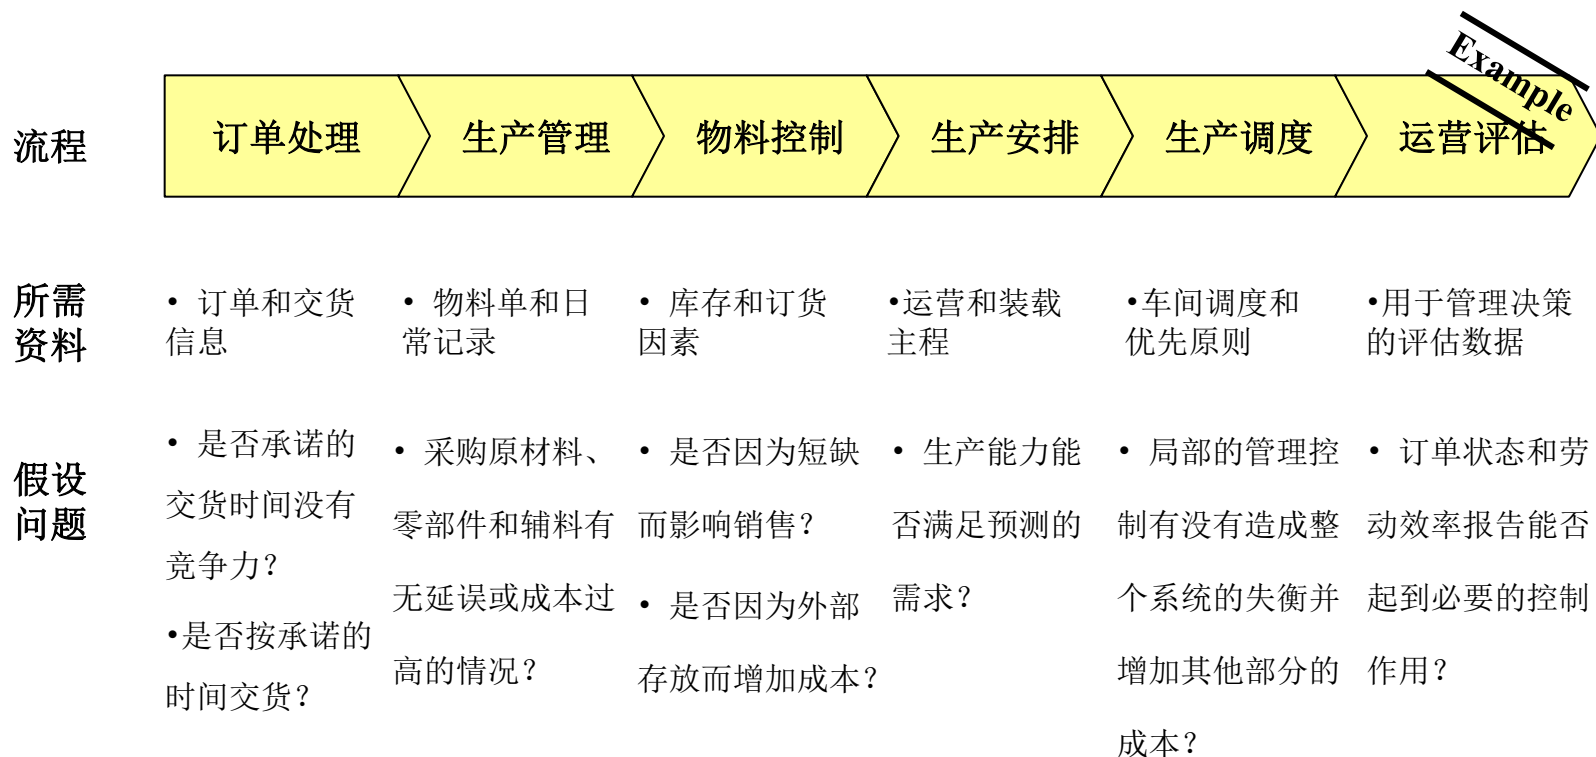 Example
流程
订单处理
生产管理
物料控制
生产安排
生产调度
运营评估
所需
资料
• 订单和交货
信息
• 物料单和日
常记录
• 库存和订货
因素
•运营和装载
主程
•车间调度和
优先原则
•用于管理决策
的评估数据
假设
问题
• 是否承诺的
交货时间没有
竞争力?
•是否按承诺的
时间交货?
• 采购原材料、
零部件和辅料有
无延误或成本过
高的情况?
• 是否因为短缺
而影响销售?
• 是否因为外部
存放而增加成本?
• 生产能力能
否满足预测的
需求?
• 局部的管理控
制有没有造成整
个系统的失衡并
增加其他部分的
成本?
• 订单状态和劳
动效率报告能否
起到必要的控制
作用?